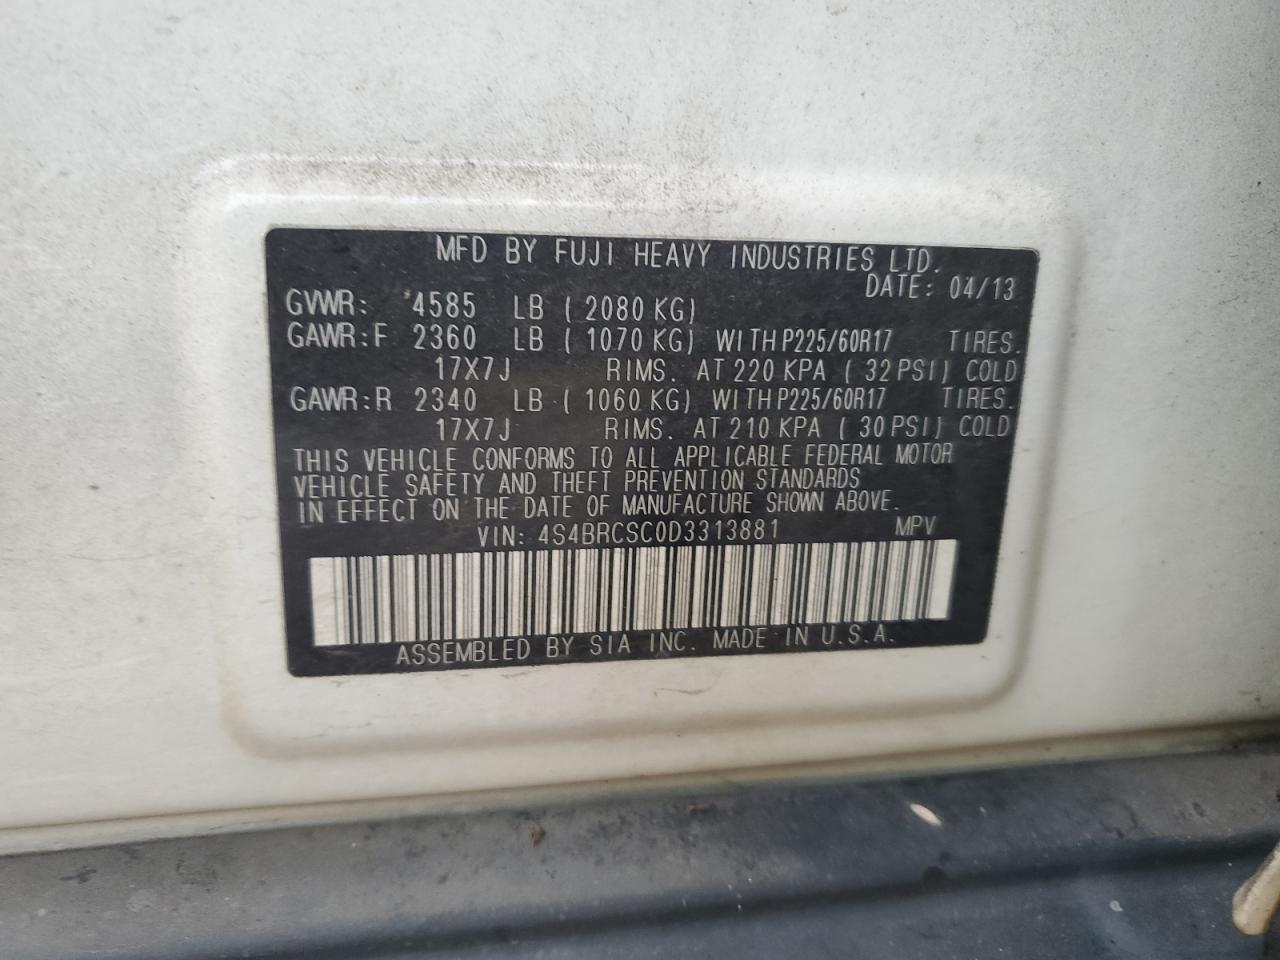 MFD BY FUJI HEAVY INDUSTRIES LTD.
DATE: 04/13
GVWR: 4585 LB ( 2080 KG)
GAWR:F 2360 LB ( 1070 KG) WITH P225/60R17 TIRES.
17X7J RIMS. AT 220 KPA ( 32 PSI) COLD
GAWR:R 2340 LB ( 1060 KG) WITH P225/60R17 TIRES.
17X7J RIMS. AT 210 KPA ( 30 PSI) COLD
THIS VEHICLE CONFORMS TO ALL APPLICABLE FEDERAL MOTOR
VEHICLE SAFETY AND THEFT PREVENTION STANDARDS
IN EFFECT ON THE DATE OF MANUFACTURE SHOWN ABOVE.
VIN: 4S4BRCSC0D3313881 MPV
ASSEMBLED BY SIA INC. MADE IN U.S.A.